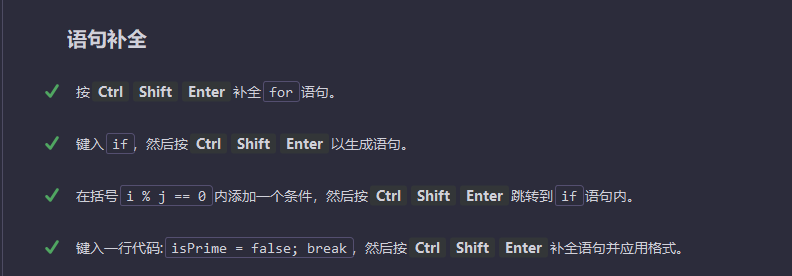 语句补全
按 Ctrl Shift Enter 补全 for 语句。
键入 if，然后按 Ctrl Shift Enter 以生成语句。
在括号 i % j == 0 内添加一个条件，然后按 Ctrl Shift Enter 跳转到 if 语句内。
键入一行代码: isPrime = false; break，然后按 Ctrl Shift Enter 补全语句并应用格式。